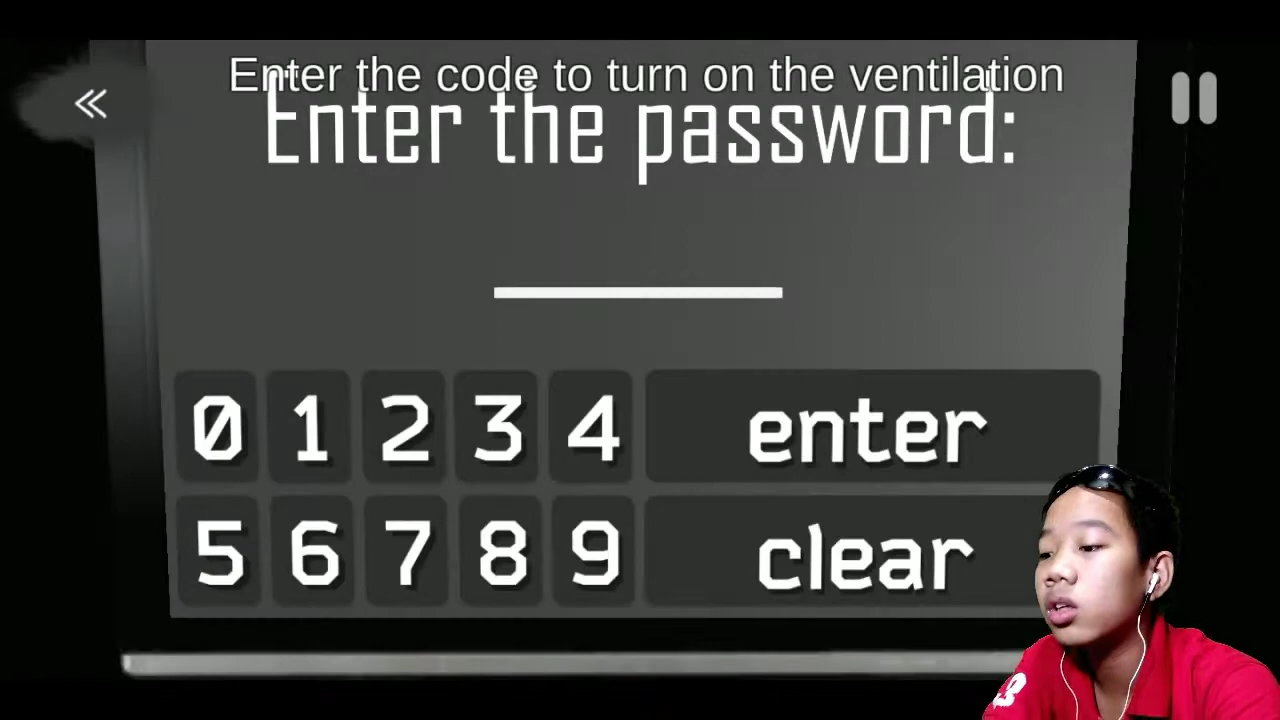 Enter the code to turn on the ventilation
Enter the password:
0 1 2 3 4 enter
5 6 7 8 9 clear
3